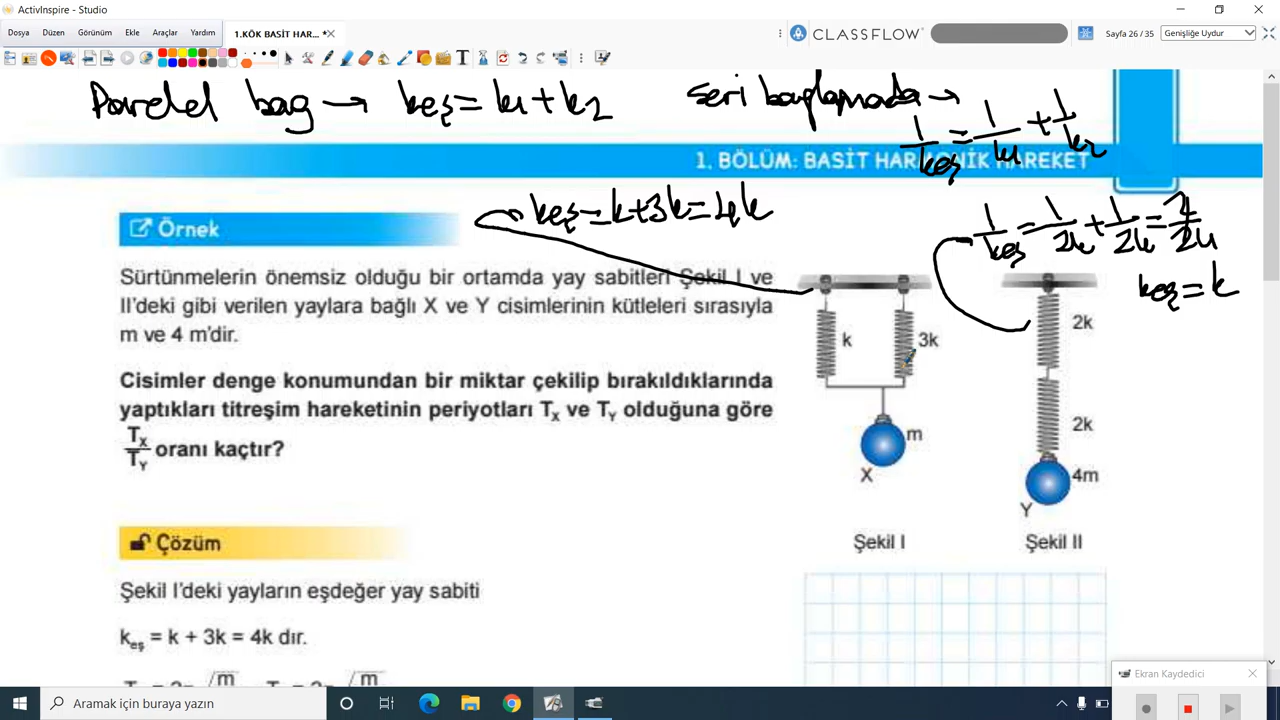 ActivInspire - Studio
Dosya Düzen Görünüm Ekle Araçlar Yardım
1.KÖK BASİT HAR... *
CLASSFLOW
Sayfa 26 / 35
Genişliğe Uydur
Paralel bağ → keş = k1 + k2
seri bağlamada →
1/keş = 1/k1 + 1/k2
1. BÖLÜM: BASİT HARMONİK HAREKET
keş = k+3k = 4k
1/keş = 1/2k + 1/2k = 2/2k
keş = k
Örnek
Sürtünmelerin önemsiz olduğu bir ortamda yay sabitleri Şekil I ve
II'deki gibi verilen yaylara bağlı X ve Y cisimlerinin kütleleri sırasıyla
m ve 4 m'dir.
Cisimler denge konumundan bir miktar çekilip bırakıldıklarında
yaptıkları titreşim hareketinin periyotları TX ve TY olduğuna göre
TX/TY oranı kaçtır?
k
3k
m
X
Şekil I
2k
2k
4m
Y
Şekil II
Çözüm
Şekil I'deki yayların eşdeğer yay sabiti
keş = k + 3k = 4k dır.
Ekran Kaydedici
Aramak için buraya yazın